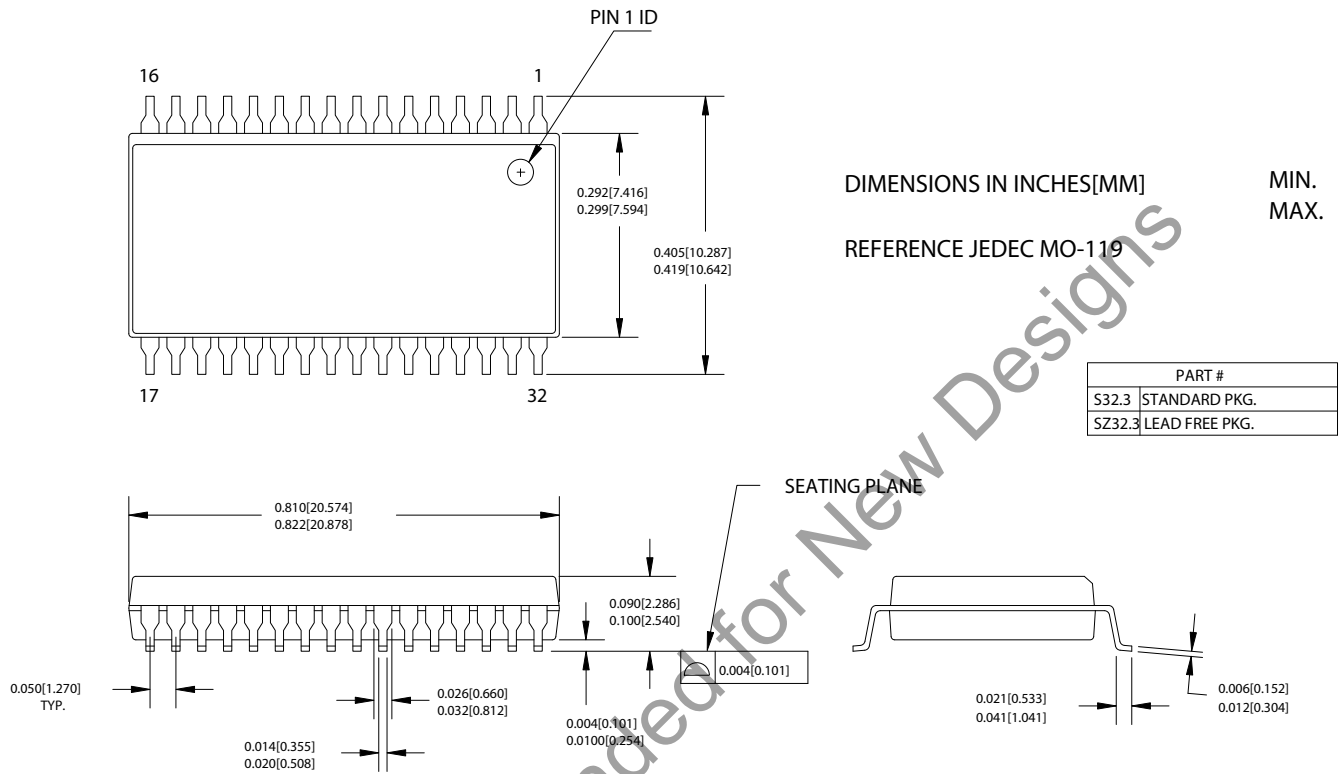 PIN 1 ID
16
1
0.292[7.416]
0.299[7.594]
0.405[10.287]
0.419[10.642]
17
32
DIMENSIONS IN INCHES[MM]
MIN.
MAX.
REFERENCE JEDEC MO-119
PART #
S32.3 STANDARD PKG.
SZ32.3 LEAD FREE PKG.
SEATING PLANE
0.810[20.574]
0.822[20.878]
0.090[2.286]
0.100[2.540]
0.004[0.101]
0.050[1.270]
TYP.
0.026[0.660]
0.032[0.812]
0.014[0.355]
0.020[0.508]
0.004[0.101]
0.0100[0.254]
0.021[0.533]
0.041[1.041]
0.006[0.152]
0.012[0.304]
for New Designs